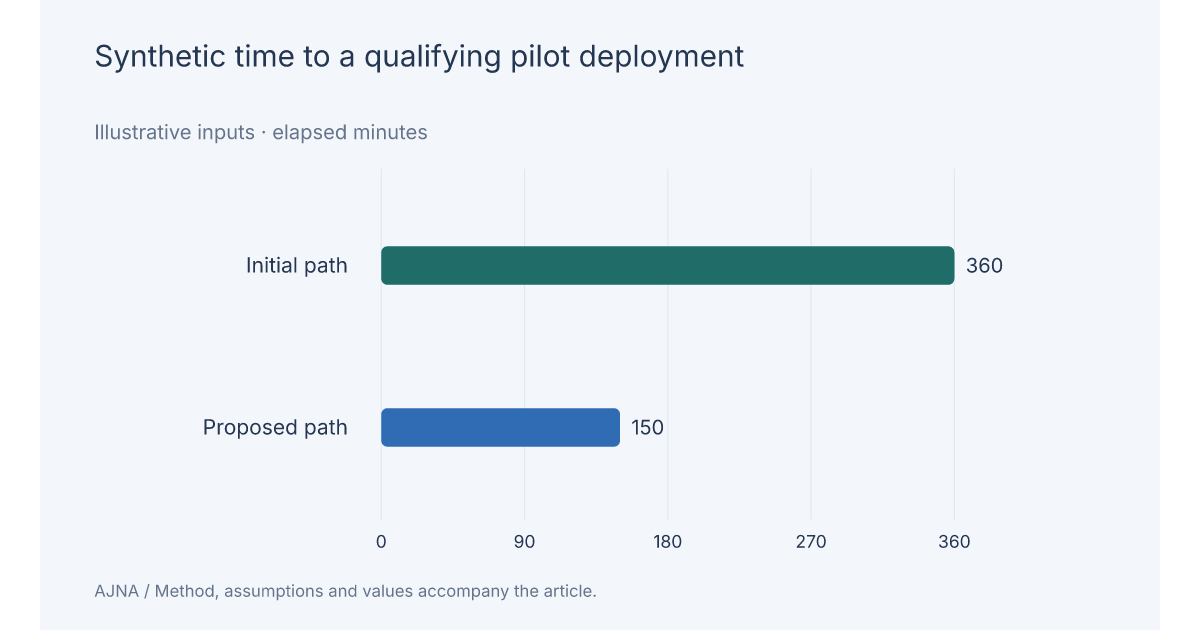 Synthetic time to a qualifying pilot deployment
Illustrative inputs · elapsed minutes
Initial path
360
Proposed path
150
0 90 180 270 360
AJNA / Method, assumptions and values accompany the article.